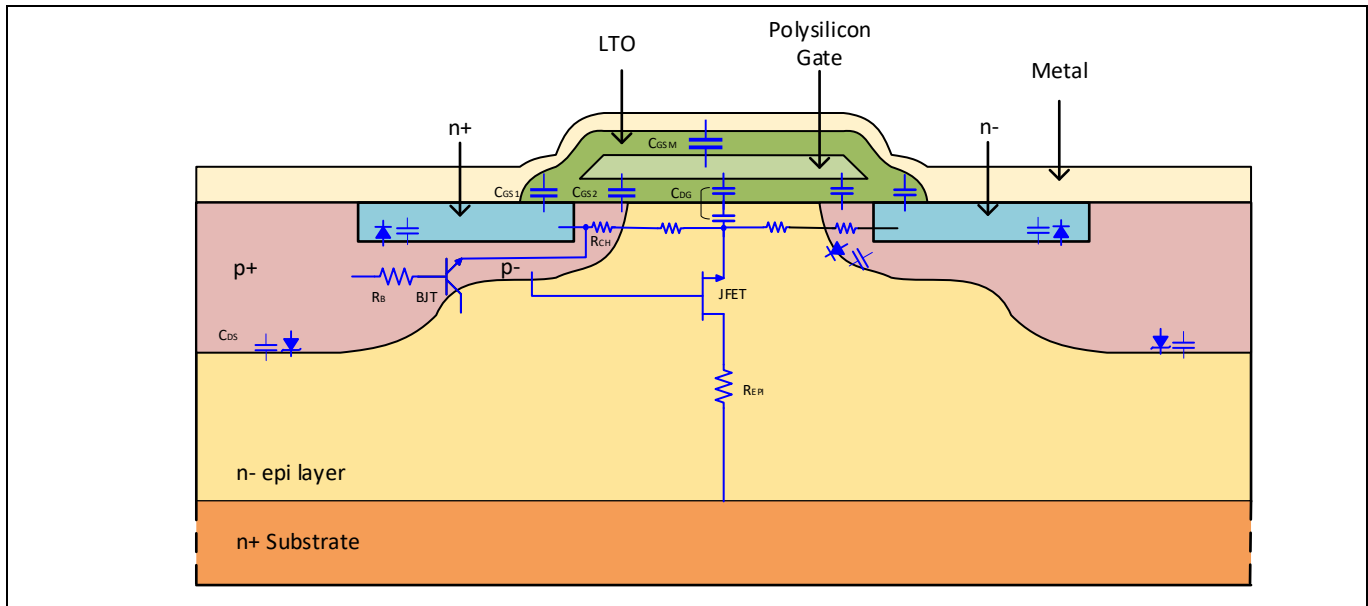 LTO
Polysilicon
Gate
Metal
n+
n-
CGSM
CGS1
CGS2
CDG
RCH
p+
p-
RB
BJT
JFET
CDS
REPI
n- epi layer
n+ Substrate